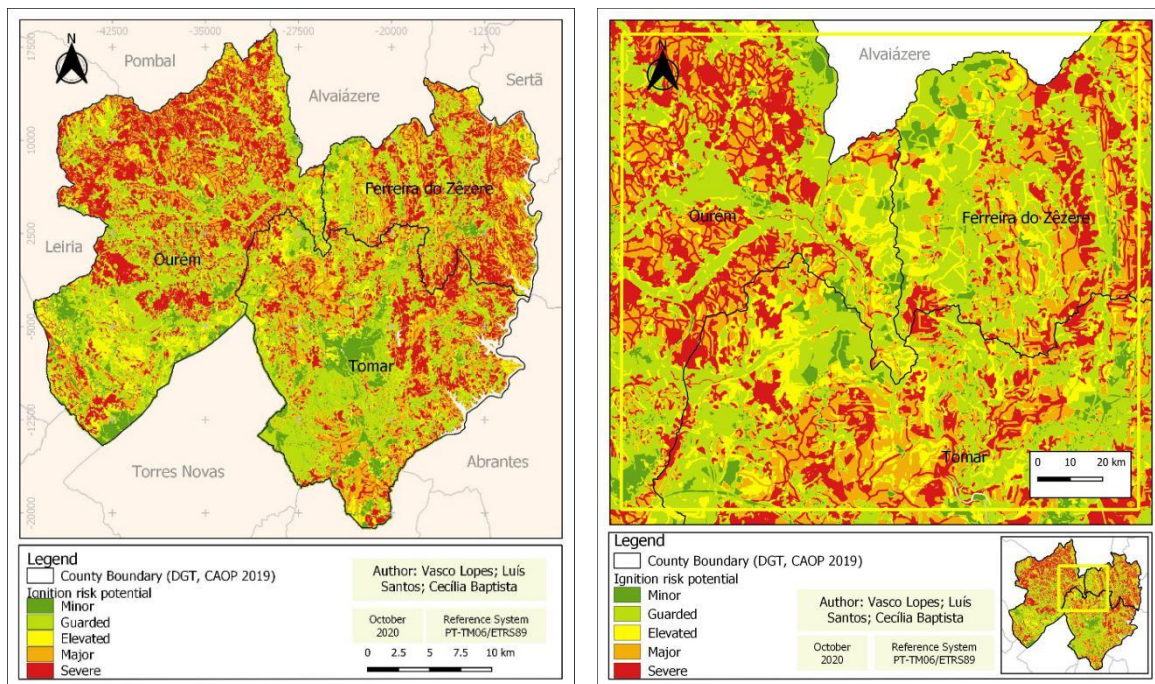 -42500 -35000 -27500 -20000 -12500
17500
10000
2500
-5000
-12500
-20000
N
Pombal
Sertã
Alvaiázere
Ferreira do Zêzere
Leiria
Ourém
Tomar
Torres Novas
Abrantes
Legend
County Boundary (DGT, CAOP 2019)
Ignition risk potential
Minor
Guarded
Elevated
Major
Severe
Author: Vasco Lopes; Luís
Santos; Cecília Baptista
October
2020
Reference System
PT-TM06/ETRS89
0 2.5 5 7.5 10 km
N
Alvaiázere
Ourém
Ferreira do Zêzere
Tomar
0 10 20 km
Legend
County Boundary (DGT, CAOP 2019)
Ignition risk potential
Minor
Guarded
Elevated
Major
Severe
Author: Vasco Lopes; Luís
Santos; Cecília Baptista
October
2020
Reference System
PT-TM06/ETRS89